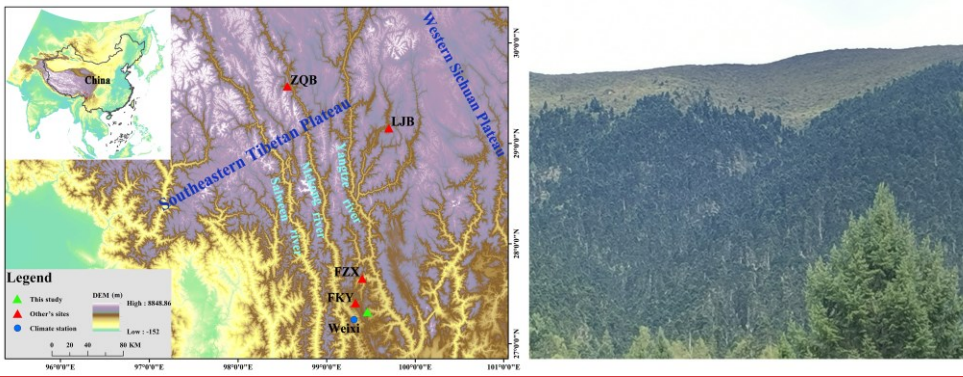 China
ZQB
LJB
Western Sichuan Plateau
Southeastern Tibetan Plateau
Salween river
Mekong river
Yangtze river
FZX
FKY
Weixi
Legend
This study
Other's sites
Climate station
DEM (m)
High : 8848.86
Low : -152
0 20 40 80 KM
30°0'0"N
29°0'0"N
28°0'0"N
27°0'0"N
96°0'0"E
97°0'0"E
98°0'0"E
99°0'0"E
100°0'0"E
101°0'0"E